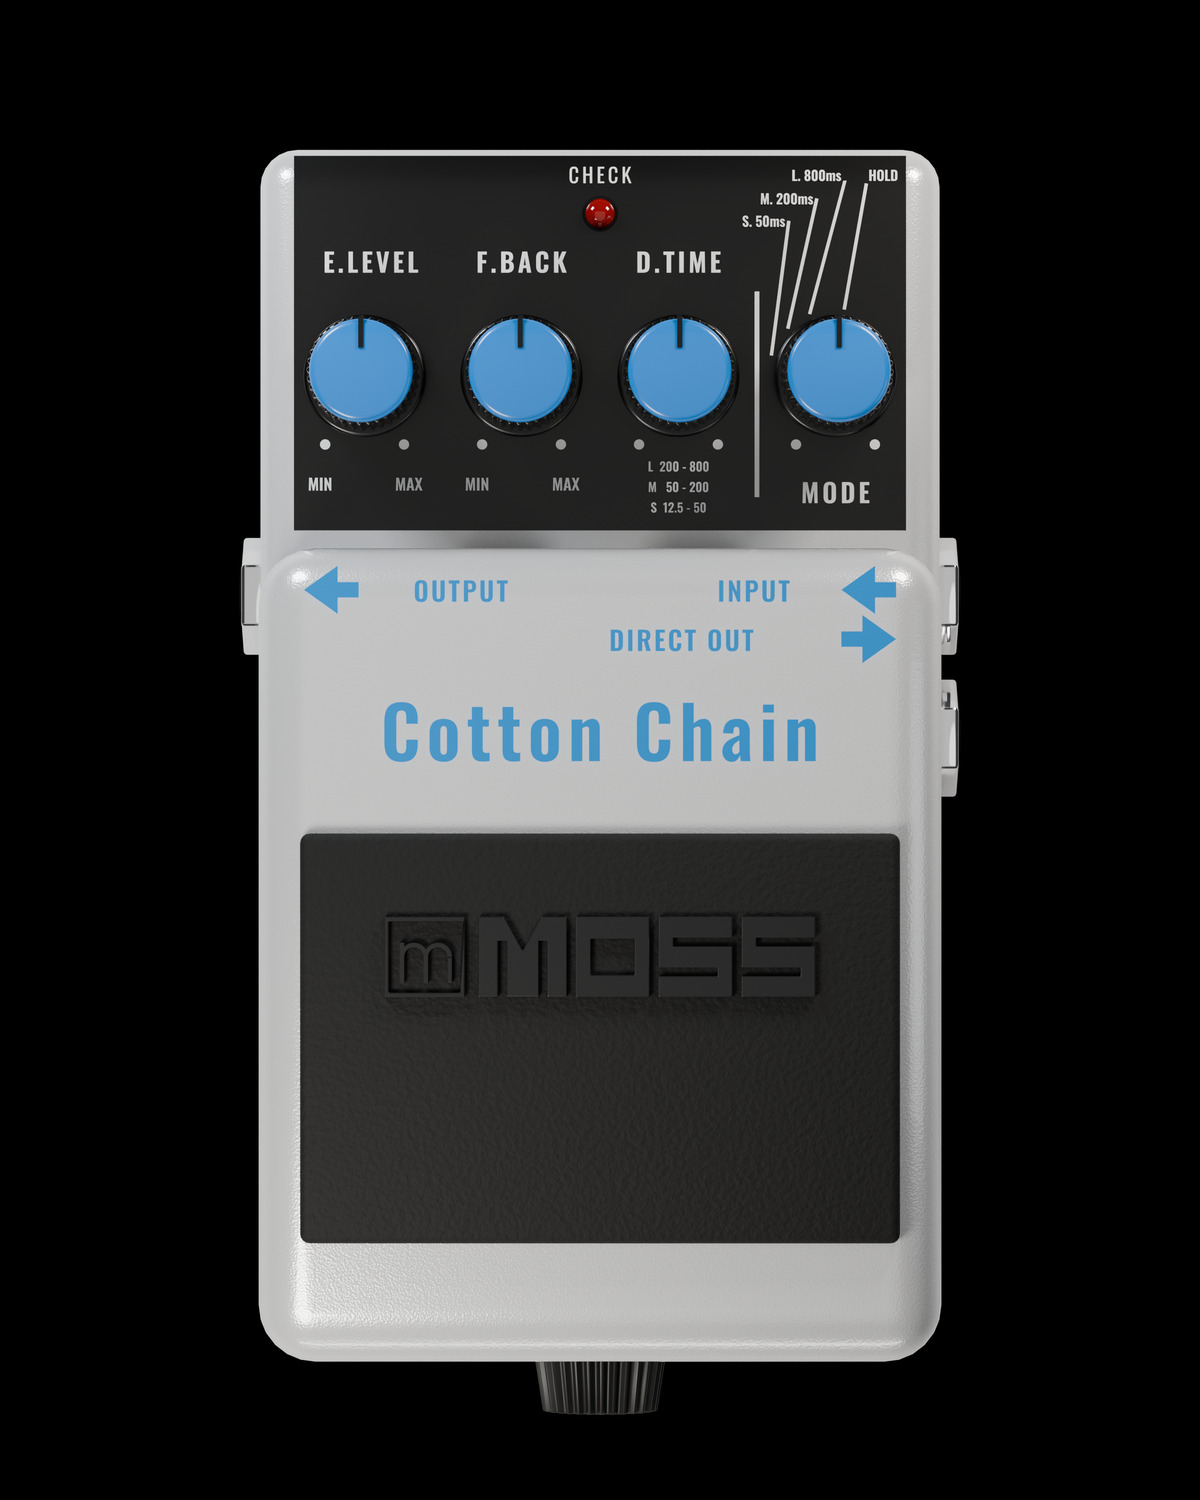 CHECK
L. 800ms HOLD
M. 200ms
S. 50ms
E.LEVEL F.BACK D.TIME
L 200 - 800
M 50 - 200
S 12.5 - 50
MIN MAX MIN MAX
MODE
OUTPUT INPUT
DIRECT OUT
Cotton Chain
m MOSS